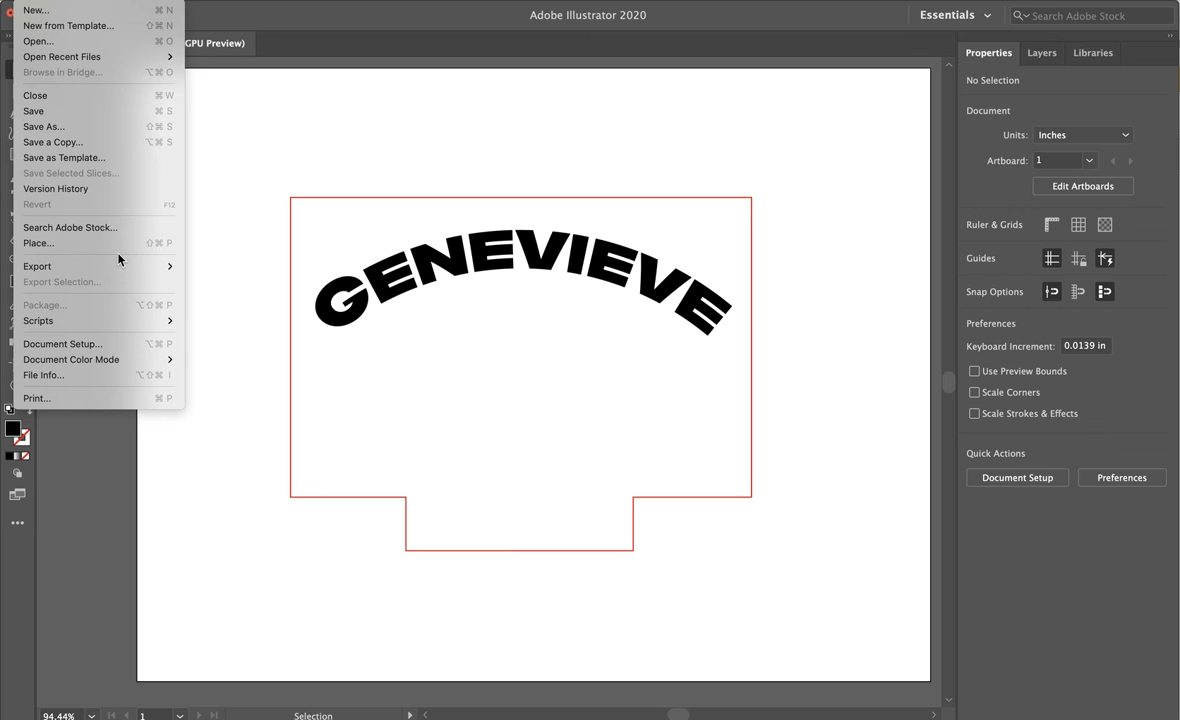 Adobe Illustrator 2020
Essentials
Search Adobe Stock
GPU Preview)
New... ⌘ N
New from Template... ⇧⌘ N
Open... ⌘ O
Open Recent Files
Browse in Bridge... ⌥⌘ O
Close ⌘ W
Save ⌘ S
Save As... ⇧⌘ S
Save a Copy... ⌥⌘ S
Save as Template...
Save Selected Slices...
Version History
Revert F12
Search Adobe Stock...
Place... ⇧⌘ P
Export
Export Selection...
Package... ⌥⇧⌘ P
Scripts
Document Setup... ⌥⌘ P
Document Color Mode
File Info... ⌥⇧⌘ I
Print... ⌘ P
GENEVIEVE
Properties Layers Libraries
No Selection
Document
Units: Inches
Artboard: 1
Edit Artboards
Ruler & Grids
Guides
Snap Options
Preferences
Keyboard Increment: 0.0139 in
Use Preview Bounds
Scale Corners
Scale Strokes & Effects
Quick Actions
Document Setup Preferences
94.44% 1 Selection